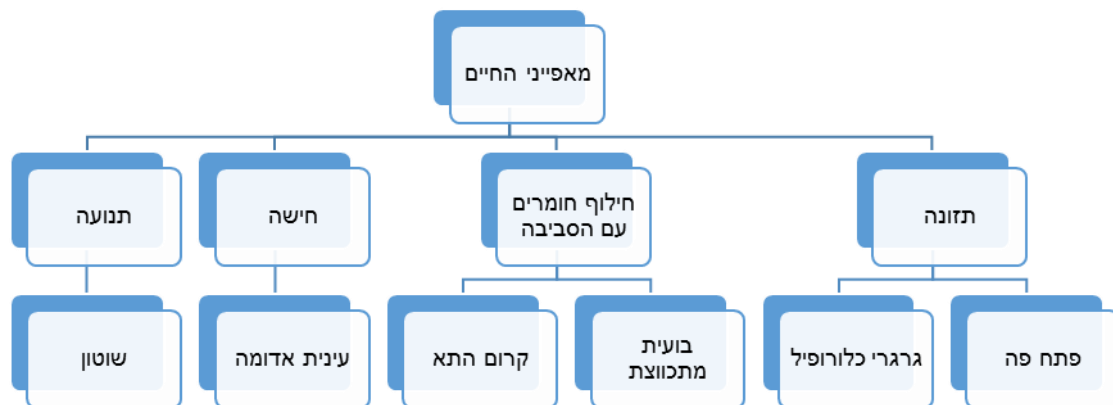 מאפייני החיים
תזונה
חילוף חומרים
עם הסביבה
חישה
תנועה
פתח פה
גרגרי כלורופיל
בועית
מתכווצת
קרום התא
עינית אדומה
שוטון